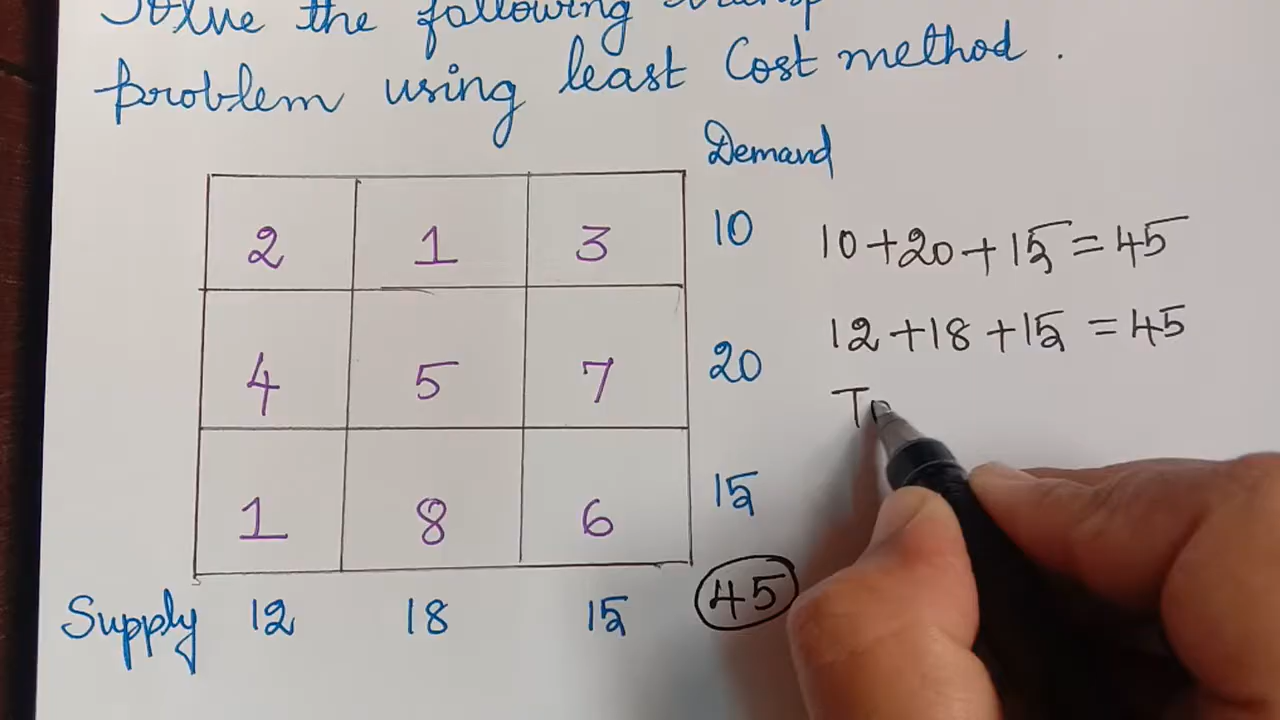 Solve the following
problem using least Cost method.
Demand
2 1 3 10
10+20+15=45
4 5 7 20
12+18+15=45
1 8 6 15
Supply 12 18 15 45